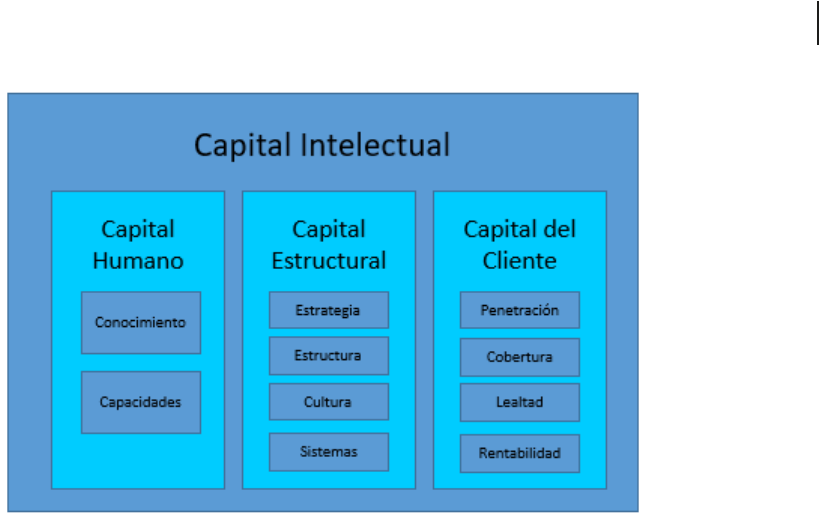 Capital Intelectual
Capital
Humano
Conocimiento
Capacidades
Capital
Estructural
Estrategia
Estructura
Cultura
Sistemas
Capital del
Cliente
Penetración
Cobertura
Lealtad
Rentabilidad